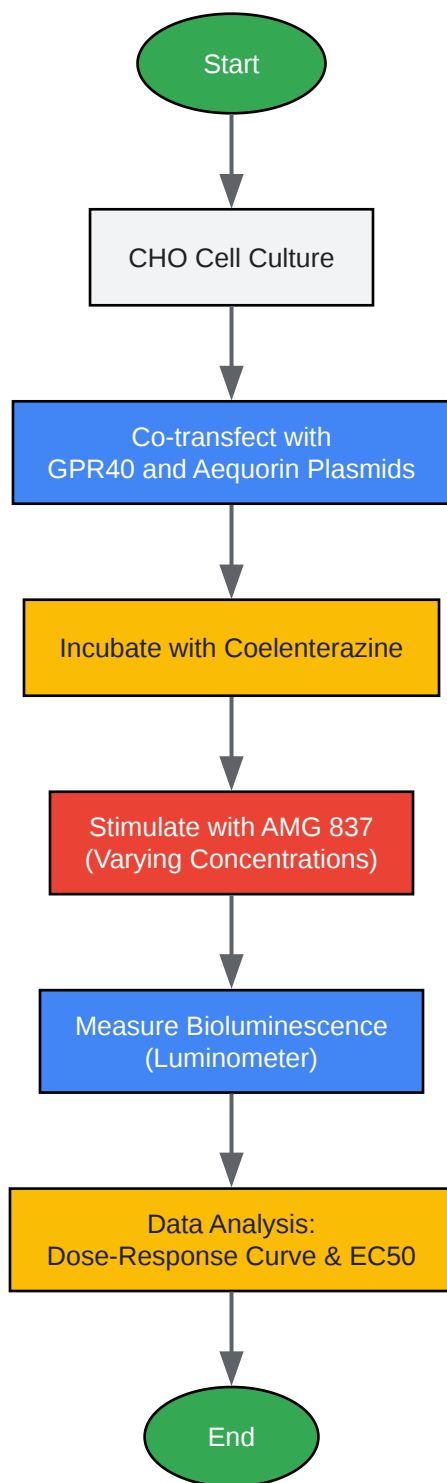 Start
CHO Cell Culture
Co-transfect with
GPR40 and Aequorin Plasmids
Incubate with Coelenterazine
Stimulate with AMG 837
(Varying Concentrations)
Measure Bioluminescence
(Luminometer)
Data Analysis:
Dose-Response Curve & EC50
End